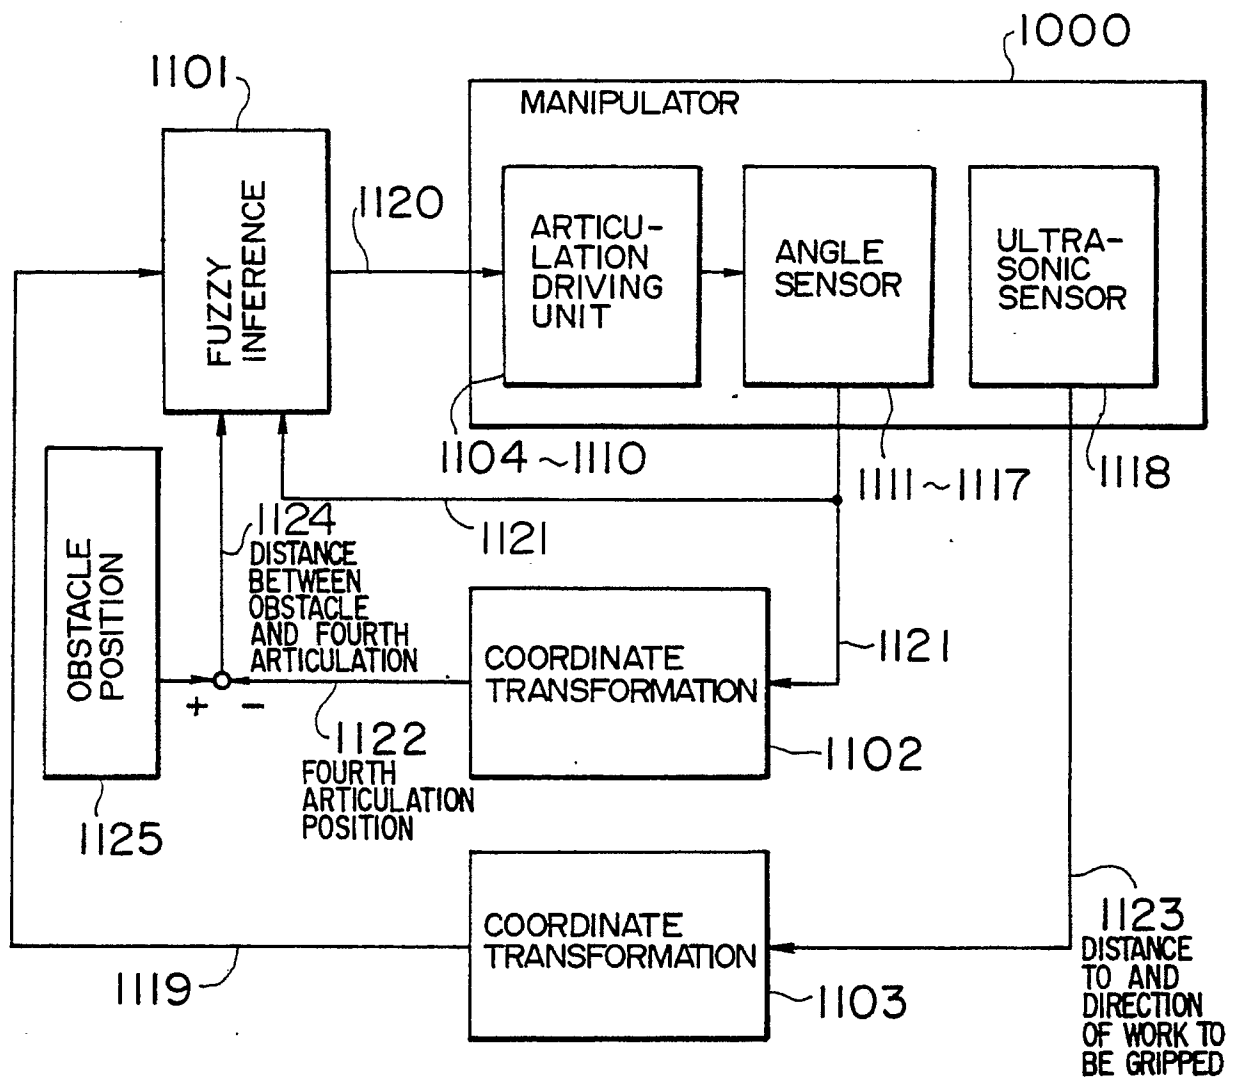 1000
1101
MANIPULATOR
1120
FUZZY
INFERENCE
ARTICU-
LATION
DRIVING
UNIT
ANGLE
SENSOR
ULTRA-
SONIC
SENSOR
1104~1110
1111~1117
1118
1124
DISTANCE
BETWEEN
OBSTACLE
AND FOURTH
ARTICULATION
1121
OBSTACLE
POSITION
COORDINATE
TRANSFORMATION
1121
+ -
1122
FOURTH
ARTICULATION
POSITION
1102
1125
COORDINATE
TRANSFORMATION
1123
DISTANCE
TO AND
DIRECTION
OF WORK TO
BE GRIPPED
1119
1103